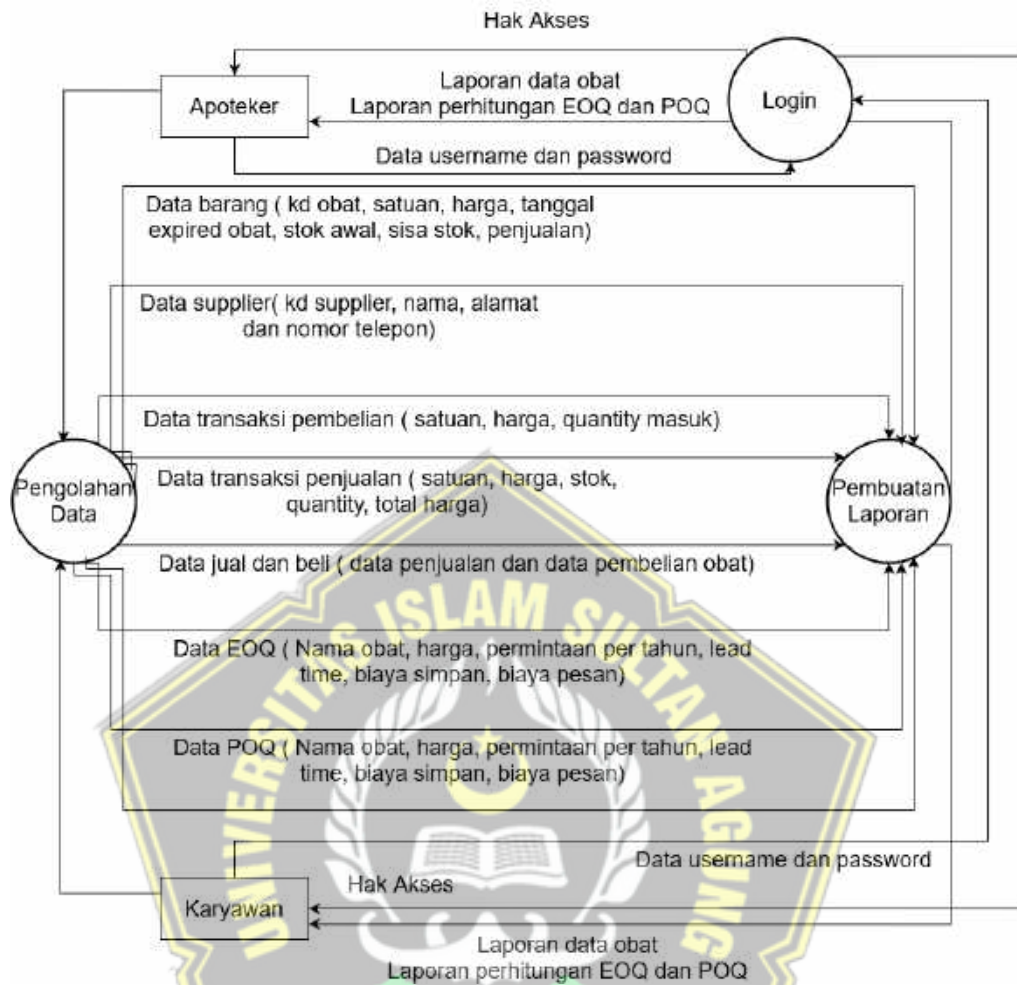 Hak Akses
Apoteker
Laporan data obat
Laporan perhitungan EOQ dan POQ
Login
Data username dan password
Data barang ( kd obat, satuan, harga, tanggal
expired obat, stok awal, sisa stok, penjualan)
Data supplier( kd supplier, nama, alamat
dan nomor telepon)
Data transaksi pembelian ( satuan, harga, quantity masuk)
Pengolahan
Data
Data transaksi penjualan ( satuan, harga, stok,
quantity, total harga)
Pembuatan
Laporan
Data jual dan beli ( data penjualan dan data pembelian obat)
Data EOQ ( Nama obat, harga, permintaan per tahun, lead
time, biaya simpan, biaya pesan)
Data POQ ( Nama obat, harga, permintaan per tahun, lead
time, biaya simpan, biaya pesan)
UNIVERSITAS ISLAM SULTAN AGUNG
Data username dan password
Hak Akses
Karyawan
Laporan data obat
Laporan perhitungan EOQ dan POQ